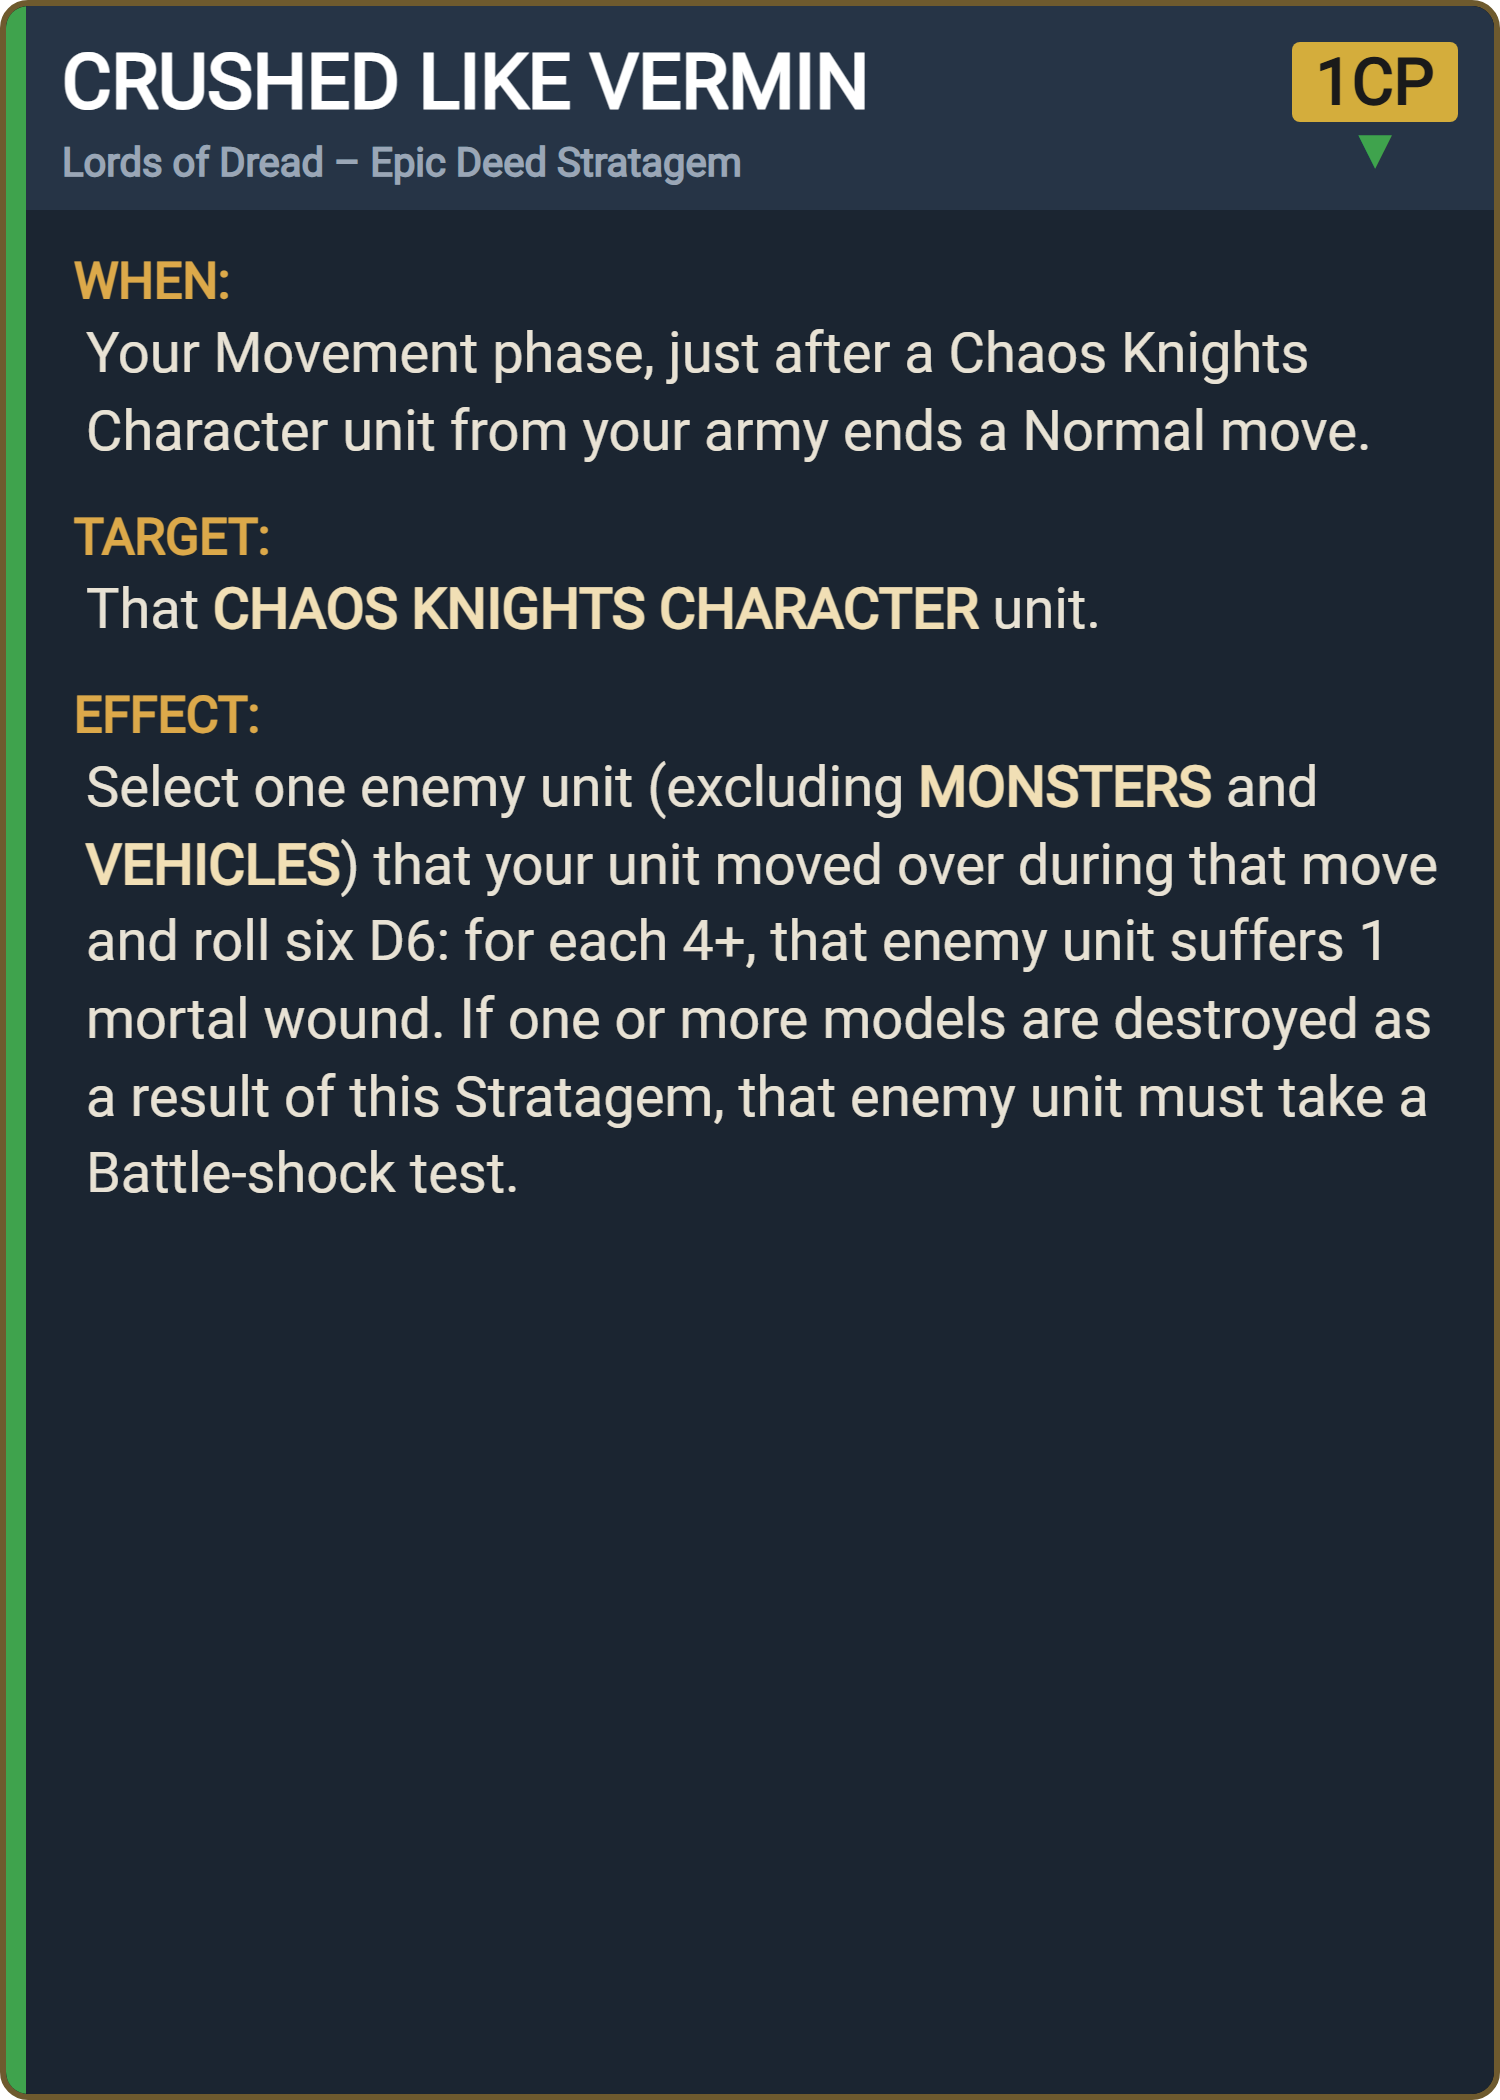 CRUSHED LIKE VERMIN
1CP
Lords of Dread – Epic Deed Stratagem
WHEN:
Your Movement phase, just after a Chaos Knights
Character unit from your army ends a Normal move.
TARGET:
That CHAOS KNIGHTS CHARACTER unit.
EFFECT:
Select one enemy unit (excluding MONSTERS and
VEHICLES) that your unit moved over during that move
and roll six D6: for each 4+, that enemy unit suffers 1
mortal wound. If one or more models are destroyed as
a result of this Stratagem, that enemy unit must take a
Battle-shock test.